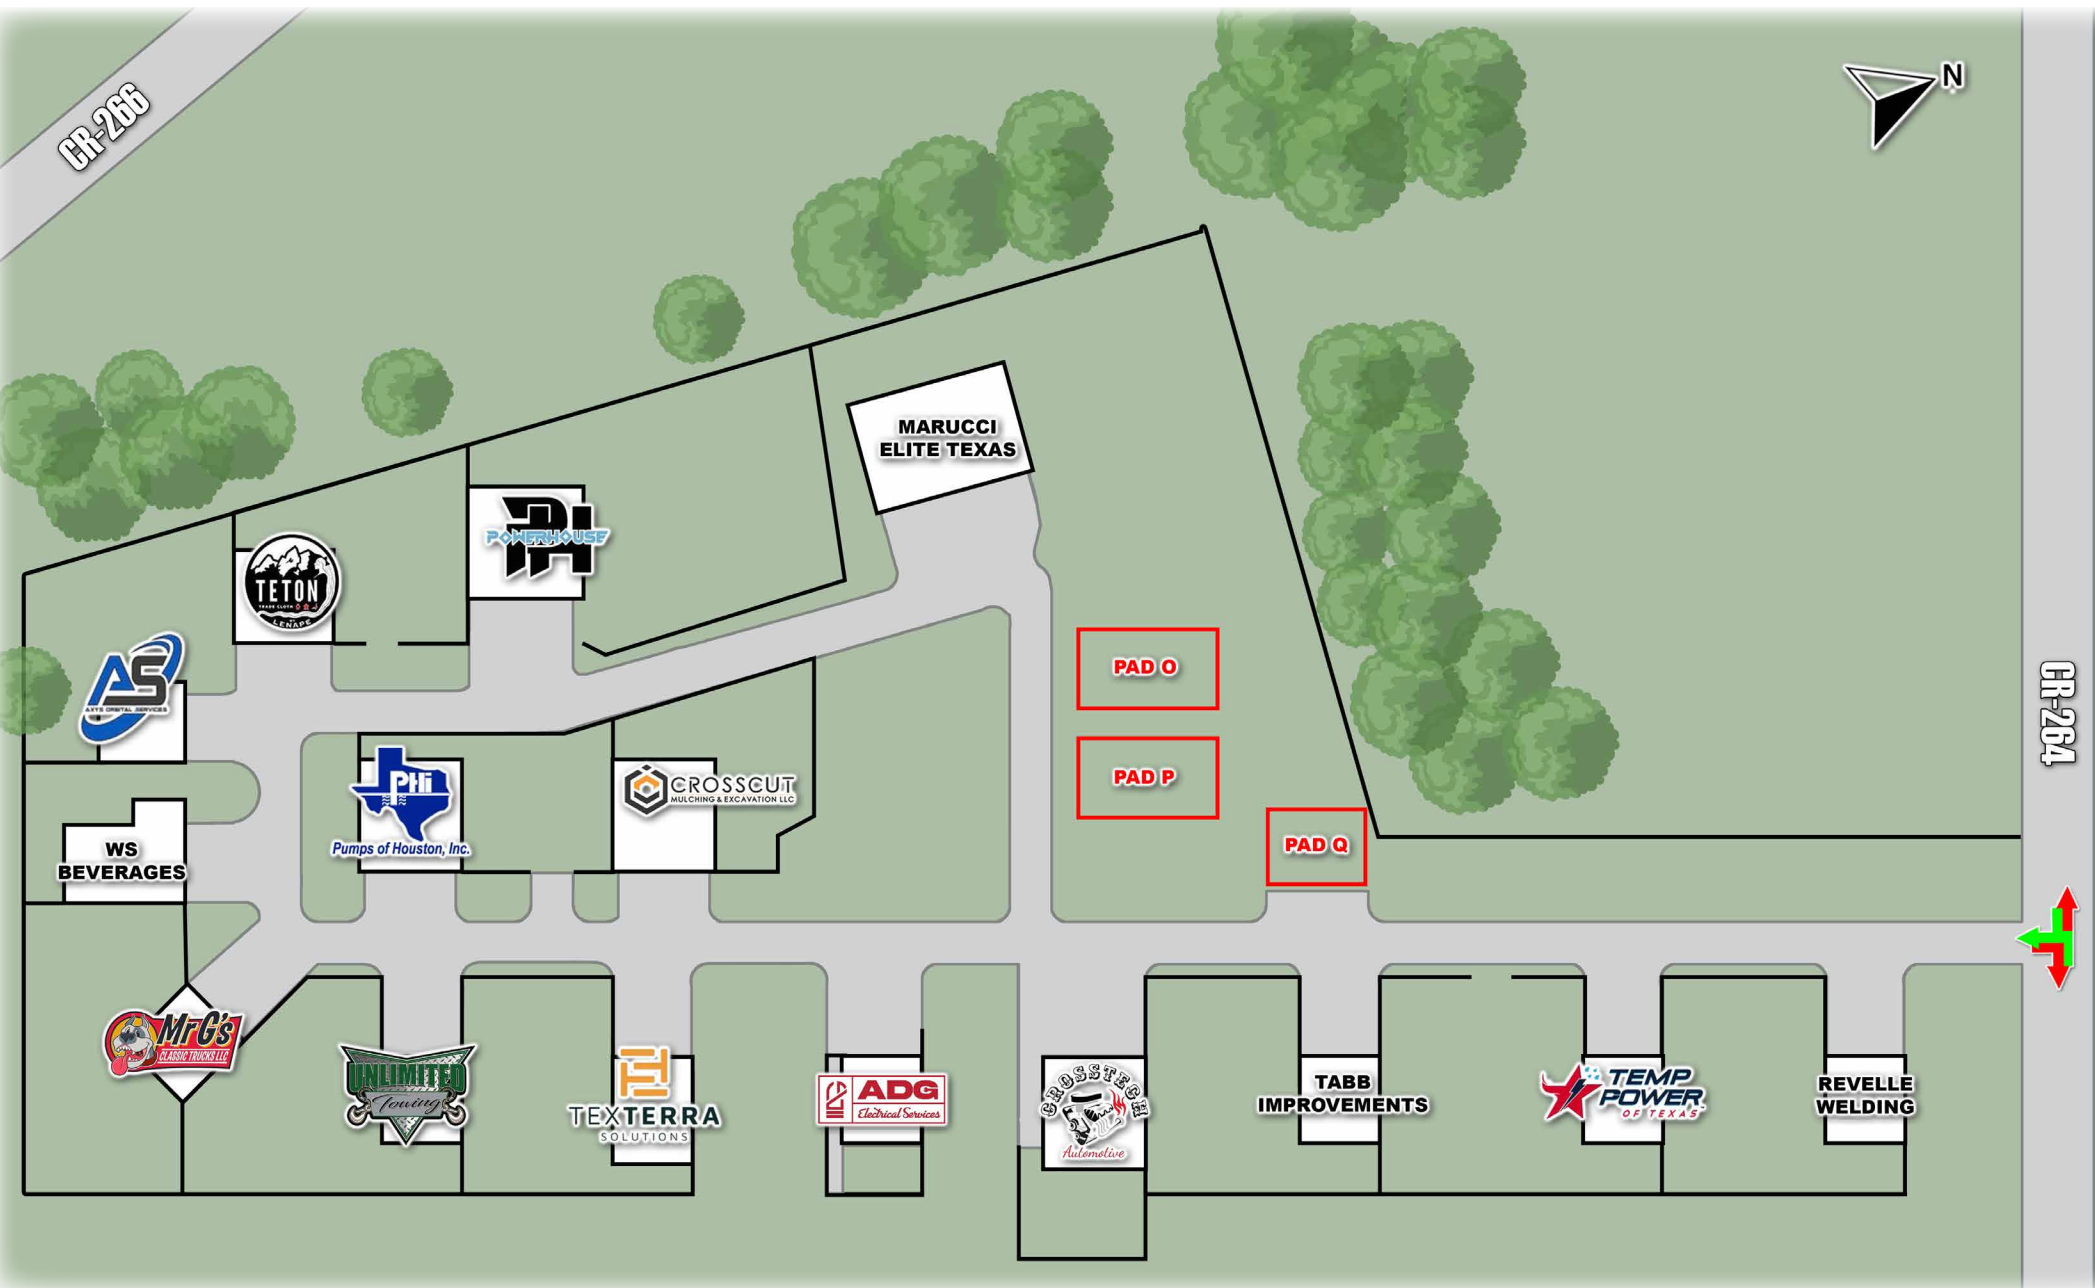 CR-266
N
MARUCCI
ELITE TEXAS
PH
POWERHOUSE
TETON
TRADE CLOTH
BY
LENAPE
AS
AXYS ORBITAL SERVICES
PAD O
PAD P
PAD Q
CR-264
PHi
Pumps of Houston, Inc.
CROSSCUT
MULCHING & EXCAVATION LLC
WS
BEVERAGES
Mr G's
CLASSIC TRUCKS LLC
UNLIMITED
Towing
TEXTERRA
SOLUTIONS
ADG
Electrical Services
CROSSTECH
Automotive
TABB
IMPROVEMENTS
TEMP
POWER
OF TEXAS
REVELLE
WELDING